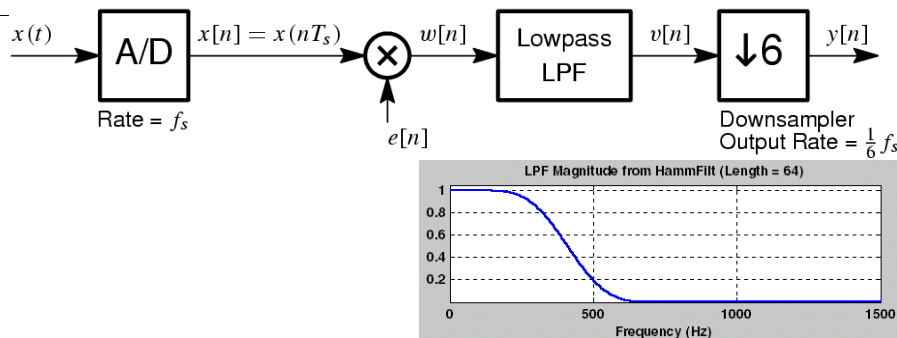 x(t)
A/D
x[n] = x(nT_s)
×
w[n]
Lowpass
LPF
v[n]
↓6
y[n]
Rate = f_s
e[n]
Downsampler
Output Rate = 1/6 f_s
LPF Magnitude from HammFilt (Length = 64)
1
0.8
0.6
0.4
0.2
0 500 1000 1500
Frequency (Hz)